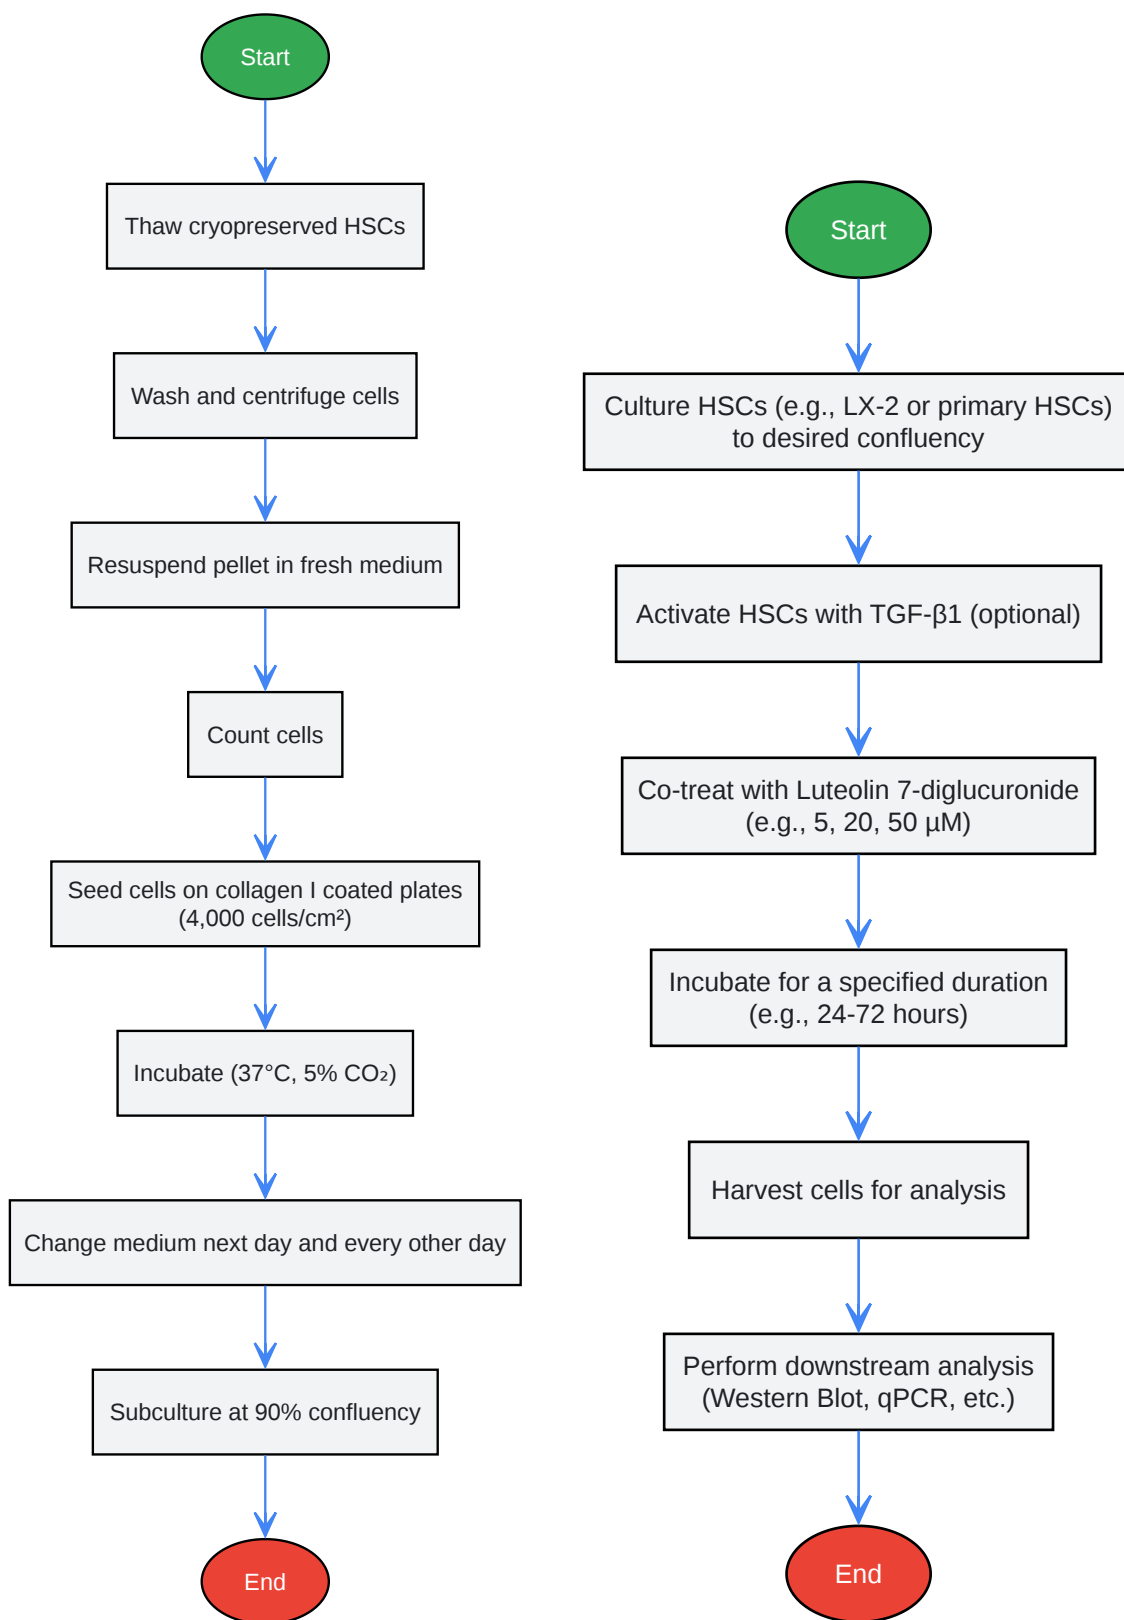 Start
Thaw cryopreserved HSCs
Wash and centrifuge cells
Resuspend pellet in fresh medium
Count cells
Seed cells on collagen I coated plates
(4,000 cells/cm²)
Incubate (37°C, 5% CO₂)
Change medium next day and every other day
Subculture at 90% confluency
End
Start
Culture HSCs (e.g., LX-2 or primary HSCs)
to desired confluency
Activate HSCs with TGF-β1 (optional)
Co-treat with Luteolin 7-diglucuronide
(e.g., 5, 20, 50 µM)
Incubate for a specified duration
(e.g., 24-72 hours)
Harvest cells for analysis
Perform downstream analysis
(Western Blot, qPCR, etc.)
End